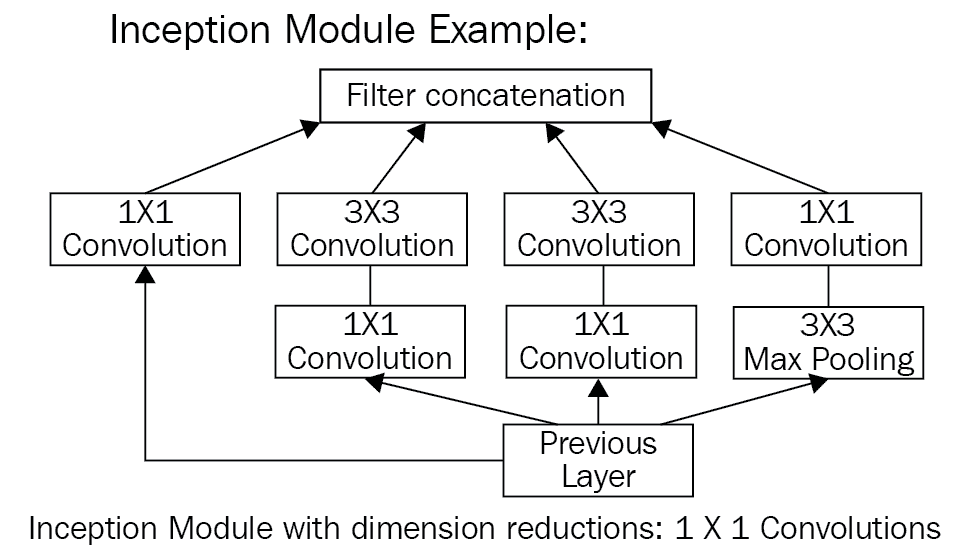 Inception Module Example:
Filter concatenation
1X1
Convolution
3X3
Convolution
3X3
Convolution
1X1
Convolution
1X1
Convolution
1X1
Convolution
3X3
Max Pooling
Previous
Layer
Inception Module with dimension reductions: 1 X 1 Convolutions